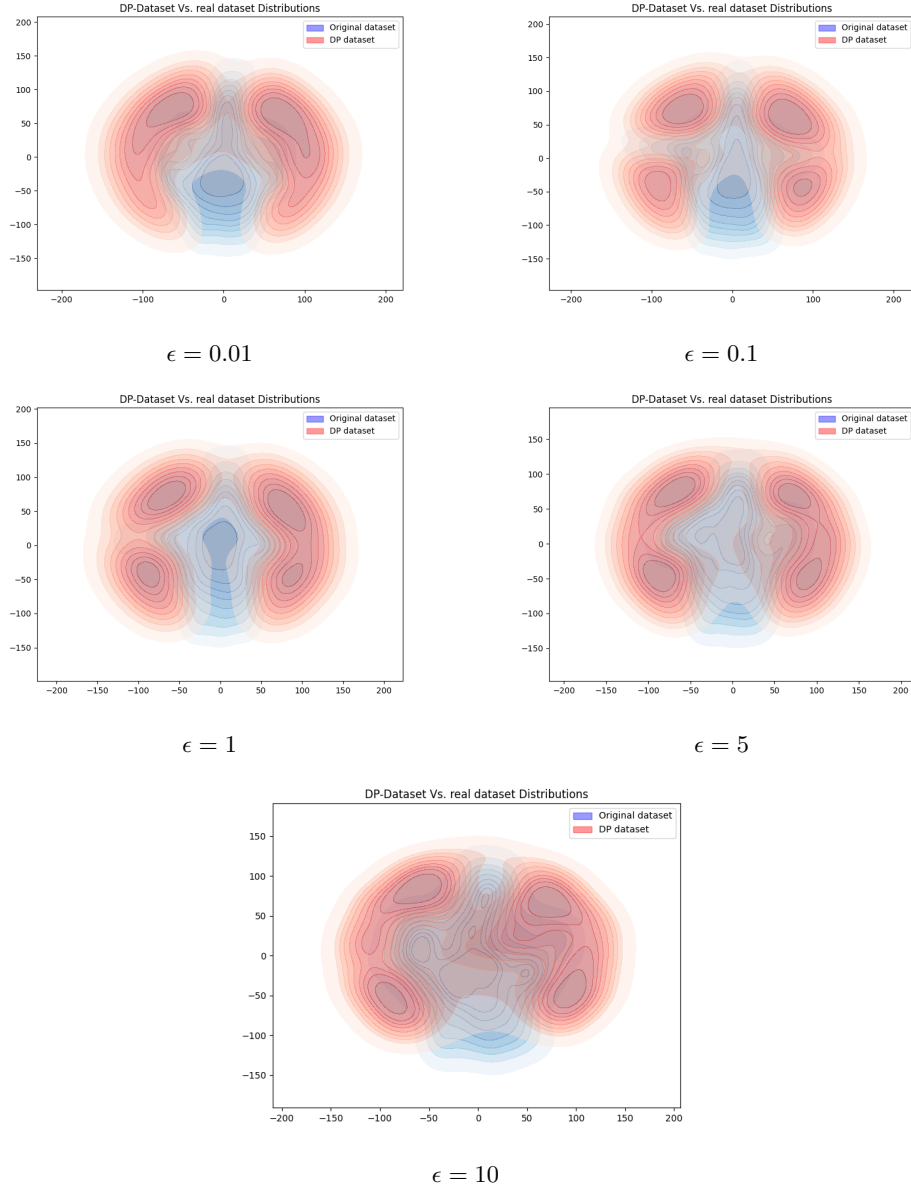 DP-Dataset Vs. real dataset Distributions
Original dataset
DP dataset
200
150
100
50
0
−50
−100
−150
−200 −100 0 100 200
ϵ = 0.01
DP-Dataset Vs. real dataset Distributions
Original dataset
DP dataset
200
150
100
50
0
−50
−100
−150
−200 −100 0 100 200
ϵ = 0.1
DP-Dataset Vs. real dataset Distributions
Original dataset
DP dataset
200
150
100
50
0
−50
−100
−150
−200 −150 −100 −50 0 50 100 150 200
ϵ = 1
DP-Dataset Vs. real dataset Distributions
Original dataset
DP dataset
150
100
50
0
−50
−100
−150
−200 −150 −100 −50 0 50 100 150 200
ϵ = 5
DP-Dataset Vs. real dataset Distributions
Original dataset
DP dataset
150
100
50
0
−50
−100
−150
−200 −150 −100 −50 0 50 100 150 200
ϵ = 10